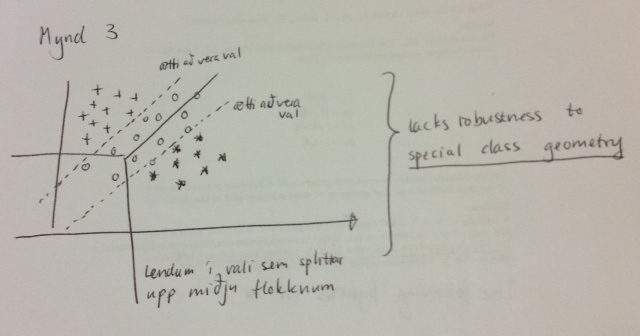 Mynd 3
ætti að vera val
ætti að vera
val
lacks robustness to
special class geometry
Lendum í vali sem splittar
upp miðju flokknum